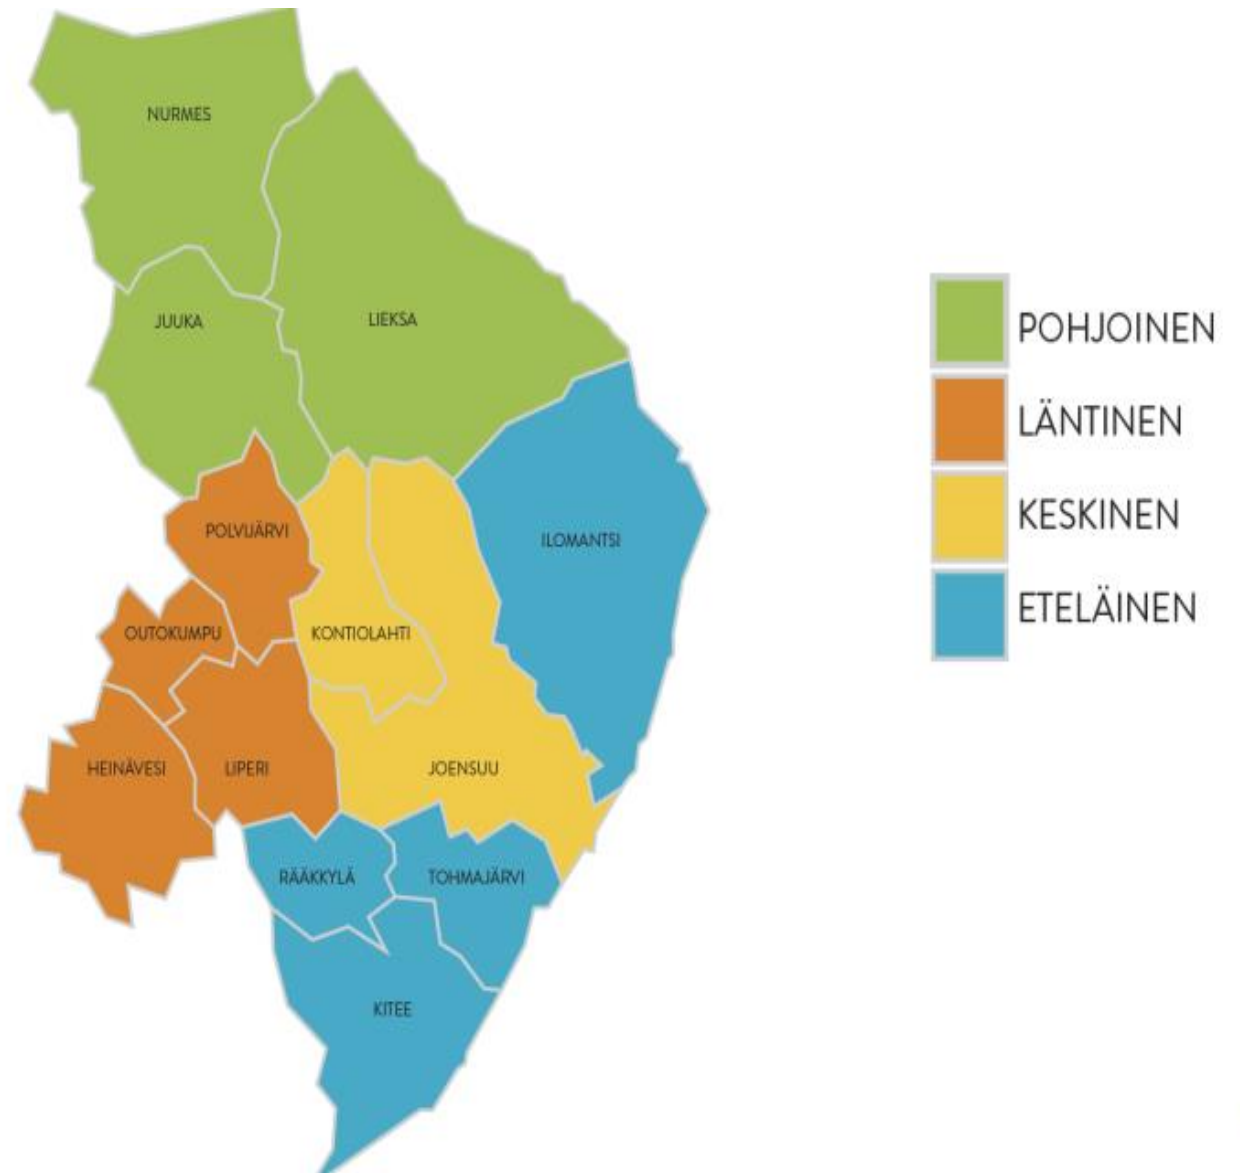 NURMES
JUUKA
LIEKSA
POLVIJÄRVI
ILOMANTSI
OUTOKUMPU
KONTIOLAHTI
HEINÄVESI
LIPERI
JOENSUU
RÄÄKKYLÄ
TOHMAJÄRVI
KITEE
POHJOINEN
LÄNTINEN
KESKINEN
ETELÄINEN